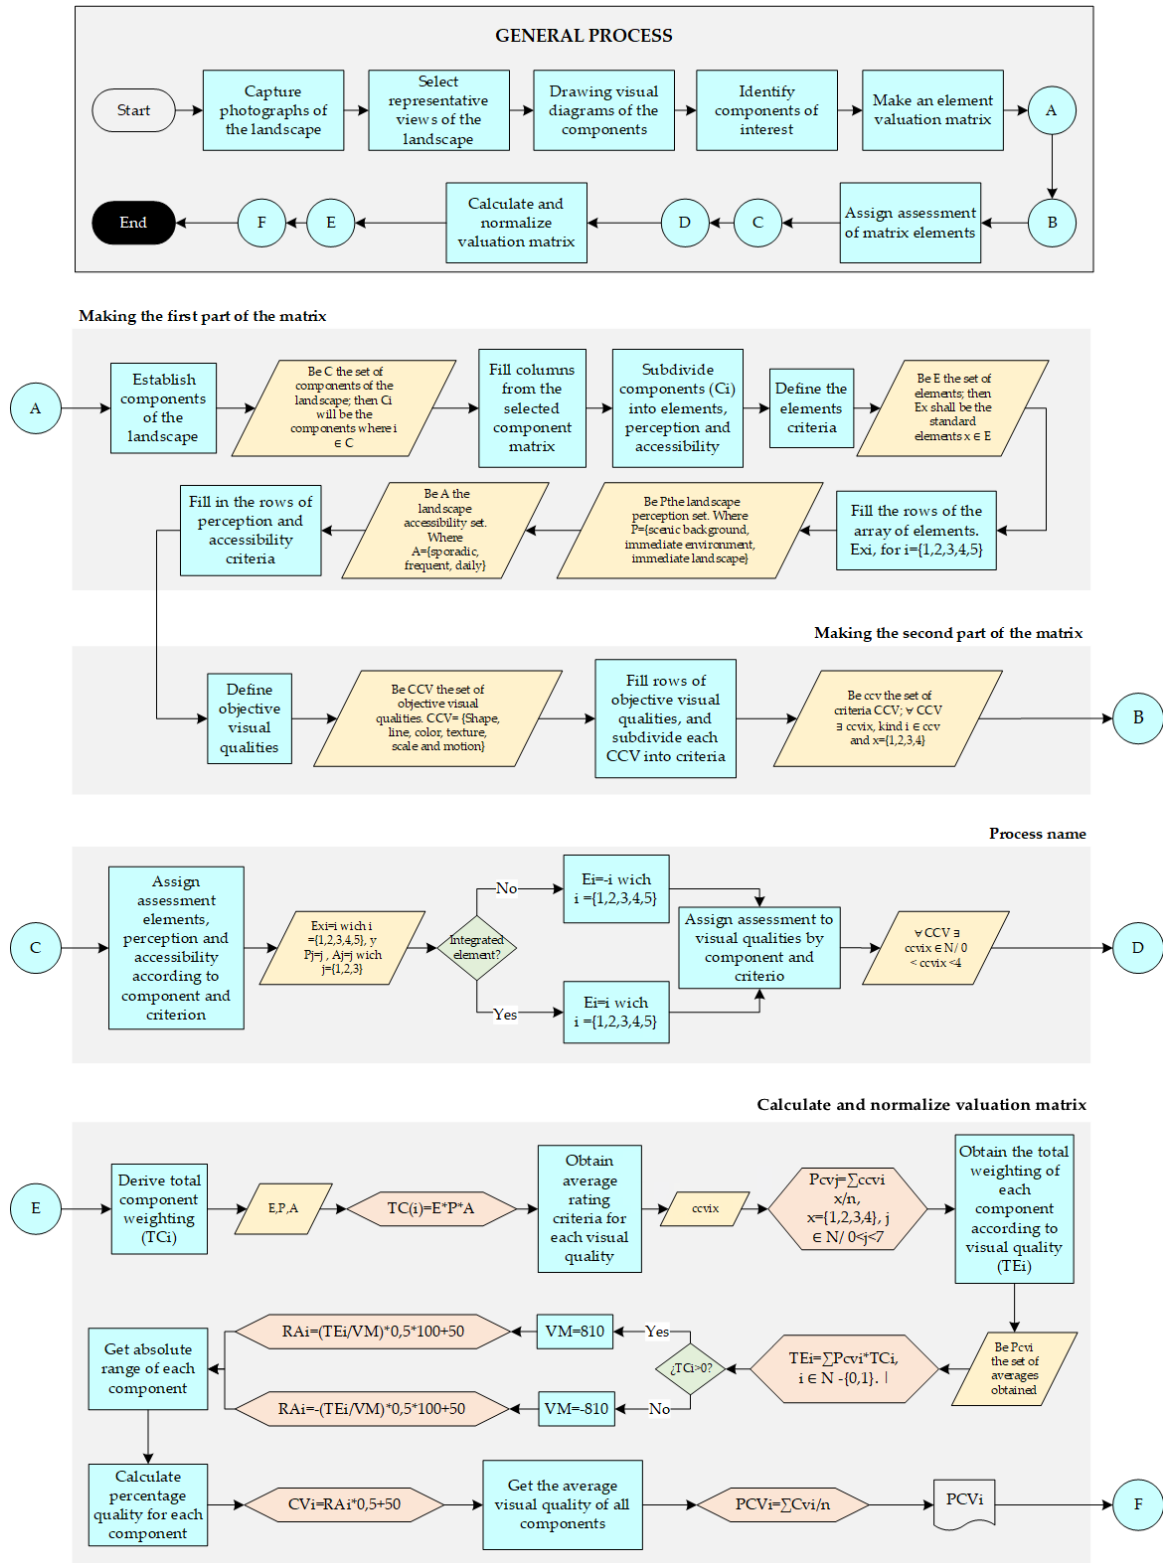 GENERAL PROCESS
Start
Capture
photographs of
the landscape
Select
representative
views of the
landscape
Drawing visual
diagrams of the
components
Identify
components of
interest
Make an element
valuation matrix
A
End
F
E
Calculate and
normalize
valuation matrix
D
C
Assign assessment
of matrix elements
B
Making the first part of the matrix
A
Establish
components
of the
landscape
Be C the set of
components of the
landscape; then Ci
will be the
components where i
∈ C
Fill columns
from the
selected
component
matrix
Subdivide
components (Ci)
into elements,
perception and
accessibility
Define the
elements
criteria
Be E the set of
elements; then
Ex shall be the
standard
elements x ∈ E
Fill in the rows of
perception and
accessibility
criteria
Be A the
landscape
accessibility set.
Where
A={sporadic,
frequent, daily}
Be Pthe landscape
perception set. Where
P={scenic background,
immediate environment,
immediate landscape}
Fill the rows of the
array of elements.
Exi, for i={1,2,3,4,5}
Making the second part of the matrix
Define
objective
visual
qualities
Be CCV the set of
objective visual
qualities. CCV= {Shape,
line, color, texture,
scale and motion}
Fill rows of
objective visual
qualities, and
subdivide each
CCV into criteria
Be ccv the set of
criteria CCV; ∀ CCV
∃ ccvix, kind i ∈ ccv
and x={1,2,3,4}
B
Process name
C
Assign
assessment
elements,
perception and
accessibility
according to
component and
criterion
Exi=i wich i
={1,2,3,4,5}, y
Pj=j , Aj=j wich
j={1,2,3}
Integrated
element?
No
Ei=-i wich
i ={1,2,3,4,5}
Yes
Ei=i wich
i ={1,2,3,4,5}
Assign assessment to
visual qualities by
component and
criterio
∀ CCV ∃
ccvix ∈ N/ 0
< ccvix <4
D
Calculate and normalize valuation matrix
E
Derive total
component
weighting
(TCi)
E,P,A
TC(i)=E*P*A
Obtain
average
rating
criteria for
each visual
quality
ccvix
Pcvj=∑ccvi
x/n,
x={1,2,3,4}, j
∈ N/ 0<j<7
Obtain the total
weighting of
each
component
according to
visual quality
(TEi)
Get absolute
range of each
component
RAi=(TEi/VM)*0,5*100+50
VM=810
Yes
¿TCi>0?
TEi=∑Pcvi*TCi,
i ∈ N -{0,1}. |
Be Pcvi
the set of
averages
obtained
RAi=-(TEi/VM)*0,5*100+50
VM=-810
No
Calculate
percentage
quality for each
component
CVi=RAi*0,5+50
Get the average
visual quality of all
components
PCVi=∑Cvi/n
PCVi
F